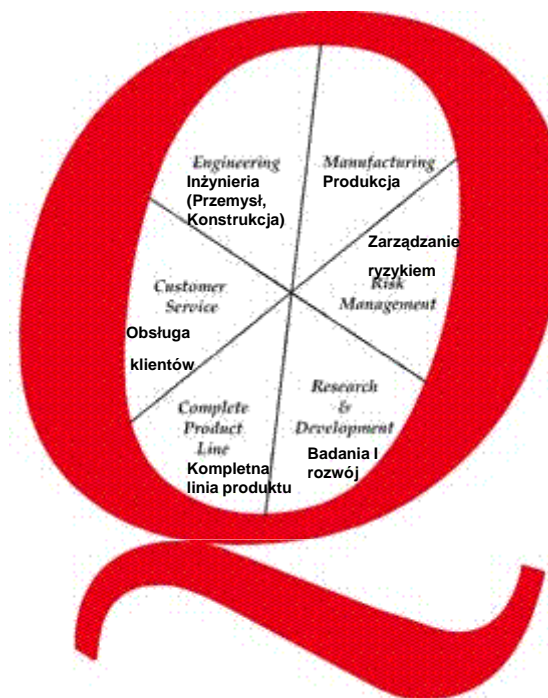 Q
Engineering
Inżynieria
(Przemysł,
Konstrukcja)
Manufacturing
Produkcja
Zarządzanie
ryzykiem
Risk
Management
Customer
Service
Obsługa
klientów
Complete
Product
Line
Kompletna
linia produktu
Research
&
Development
Badania I
rozwój